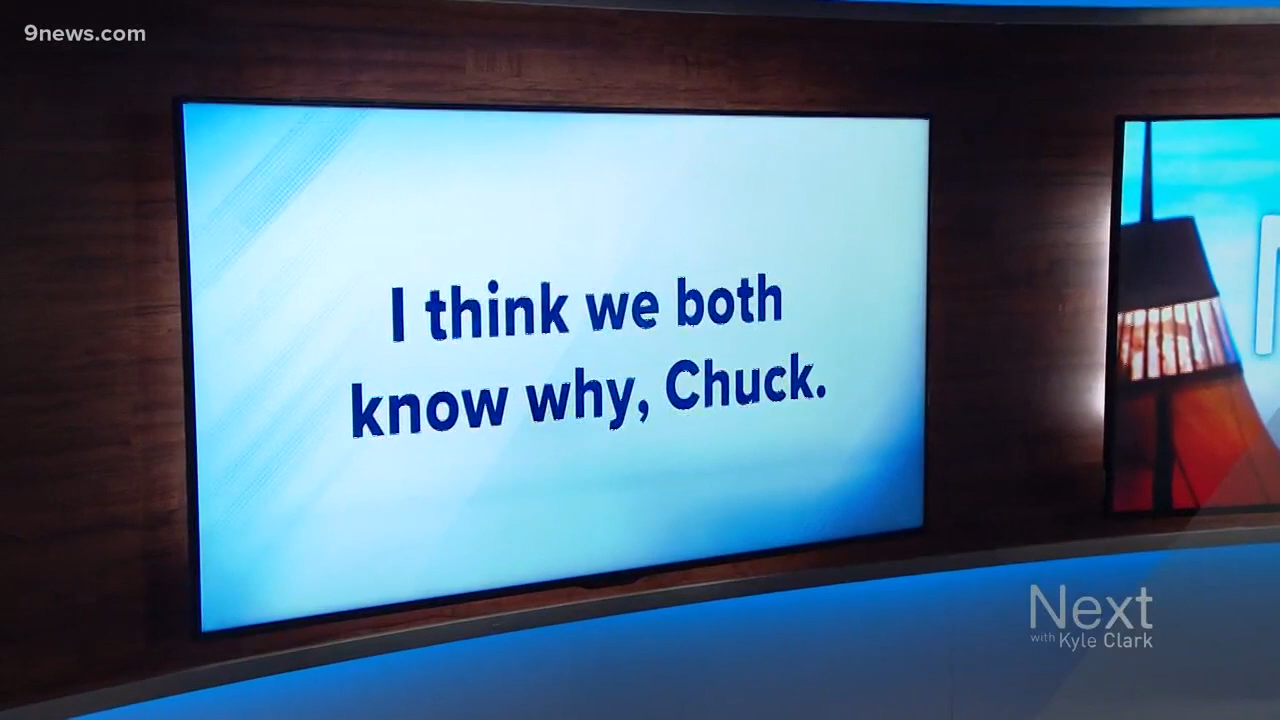 9news.com
I think we both
know why, Chuck.
Next
with Kyle Clark